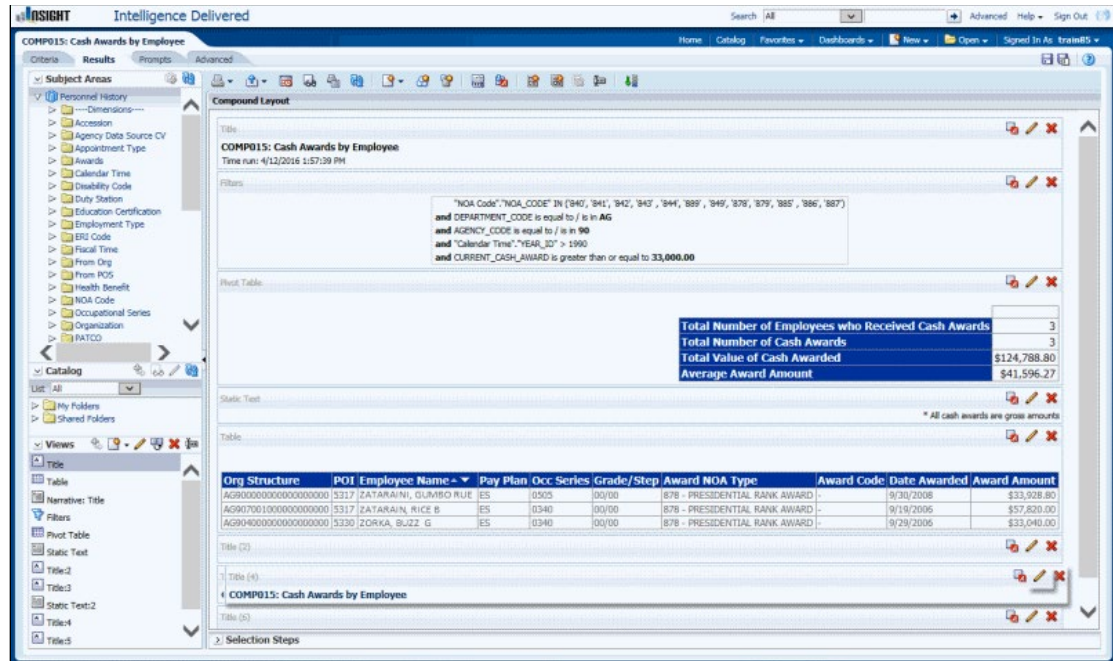 INSIGHT Intelligence Delivered
Search All Advanced Help Sign Out
COMP015: Cash Awards by Employee
Home Catalog Favorites Dashboards New Open Signed In As train85
Criteria Results Prompts Advanced
Subject Areas
Personnel History
----Dimensions----
Accession
Agency Data Source CV
Appointment Type
Awards
Calendar Time
Disability Code
Duty Station
Education Certification
Employment Type
ERI Code
Fiscal Time
From Org
From POS
Health Benefit
NOA Code
Occupational Series
Organization
PATCO
Catalog
List All
My Folders
Shared Folders
Views
Title
Table
Narrative: Title
Filters
Pivot Table
Static Text
Title:2
Title:3
Static Text:2
Title:4
Title:5
Compound Layout
Title
COMP015: Cash Awards by Employee
Time run: 4/12/2016 1:57:39 PM
Filters
"NOA Code"."NOA_CODE" IN ('840', '841', '842', '843' , '844', '889' , '849', '878', '879', '885' , '886', '887')
and DEPARTMENT_CODE is equal to / is in AG
and AGENCY_CODE is equal to / is in 90
and "Calendar Time"."YEAR_ID" > 1990
and CURRENT_CASH_AWARD is greater than or equal to 33,000.00
Pivot Table
Total Number of Employees who Received Cash Awards 3
Total Number of Cash Awards 3
Total Value of Cash Awarded $124,788.80
Average Award Amount $41,596.27
Static Text
* All cash awards are gross amounts
Table
Org Structure POI Employee Name Pay Plan Occ Series Grade/Step Award NOA Type Award Code Date Awarded Award Amount
5317 ZATARAINI, GUMBO RUE ES 0505 00/00 878 - PRESIDENTIAL RANK AWARD - 9/30/2008 $33,928.80
5317 ZATARAIN, RICE B ES 0340 00/00 878 - PRESIDENTIAL RANK AWARD - 9/19/2006 $57,820.00
5330 ZORKA, BUZZ G ES 0340 00/00 878 - PRESIDENTIAL RANK AWARD - 9/29/2006 $33,040.00
Title (2)
Title (4)
COMP015: Cash Awards by Employee
Selection Steps